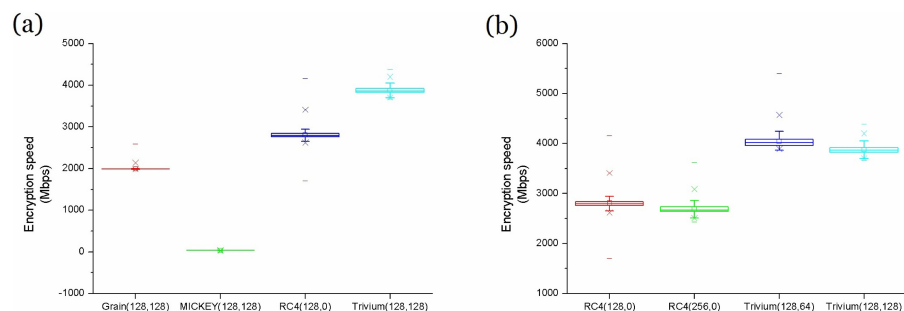 (a)
5000
4000
3000
2000
1000
0
-1000
Encryption speed
(Mbps)
Grain(128,128) MICKEY(128,128) RC4(128,0) Trivium(128,128)
(b)
6000
5000
4000
3000
2000
1000
Encryption speed
(Mbps)
RC4(128,0) RC4(256,0) Trivium(128,64) Trivium(128,128)